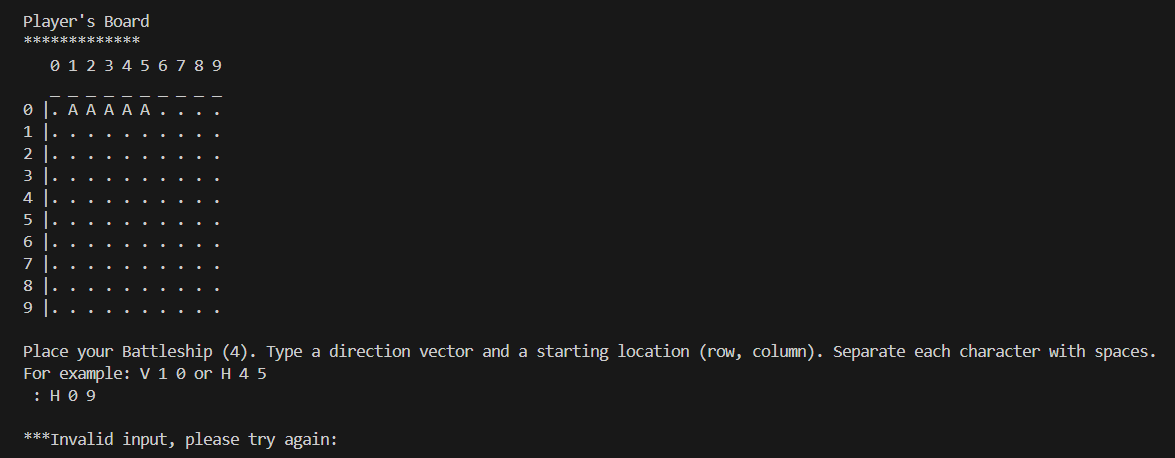 Player's Board
*************
0 1 2 3 4 5 6 7 8 9
_ _ _ _ _ _ _ _ _ _
0 |. A A A A A . . . .
1 |. . . . . . . . . .
2 |. . . . . . . . . .
3 |. . . . . . . . . .
4 |. . . . . . . . . .
5 |. . . . . . . . . .
6 |. . . . . . . . . .
7 |. . . . . . . . . .
8 |. . . . . . . . . .
9 |. . . . . . . . . .
Place your Battleship (4). Type a direction vector and a starting location (row, column). Separate each character with spaces.
For example: V 1 0 or H 4 5
: H 0 9
***Invalid input, please try again: